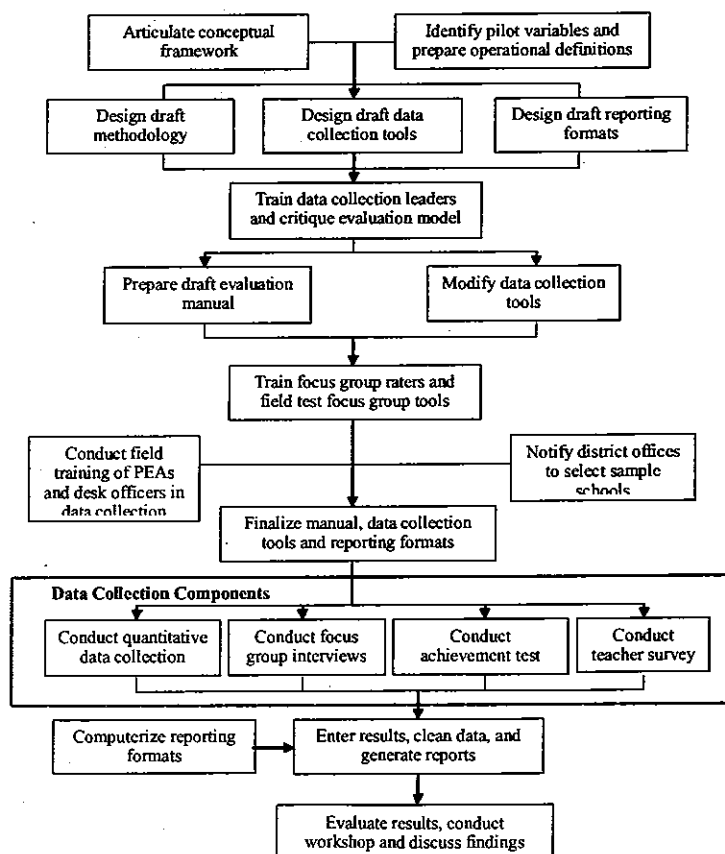 Articulate conceptual
framework
Identify pilot variables and
prepare operational definitions
Design draft
methodology
Design draft data
collection tools
Design draft reporting
formats
Train data collection leaders
and critique evaluation model
Prepare draft evaluation
manual
Modify data collection
tools
Train focus group raters and
field test focus group tools
Conduct field
training of PEAs
and desk officers in
data collection
Notify district offices
to select sample
schools
Finalize manual, data collection
tools and reporting formats
Data Collection Components
Conduct quantitative
data collection
Conduct focus
group interviews
Conduct
achievement test
Conduct
teacher survey
Computerize reporting
formats
Enter results, clean data, and
generate reports
Evaluate results, conduct
workshop and discuss findings